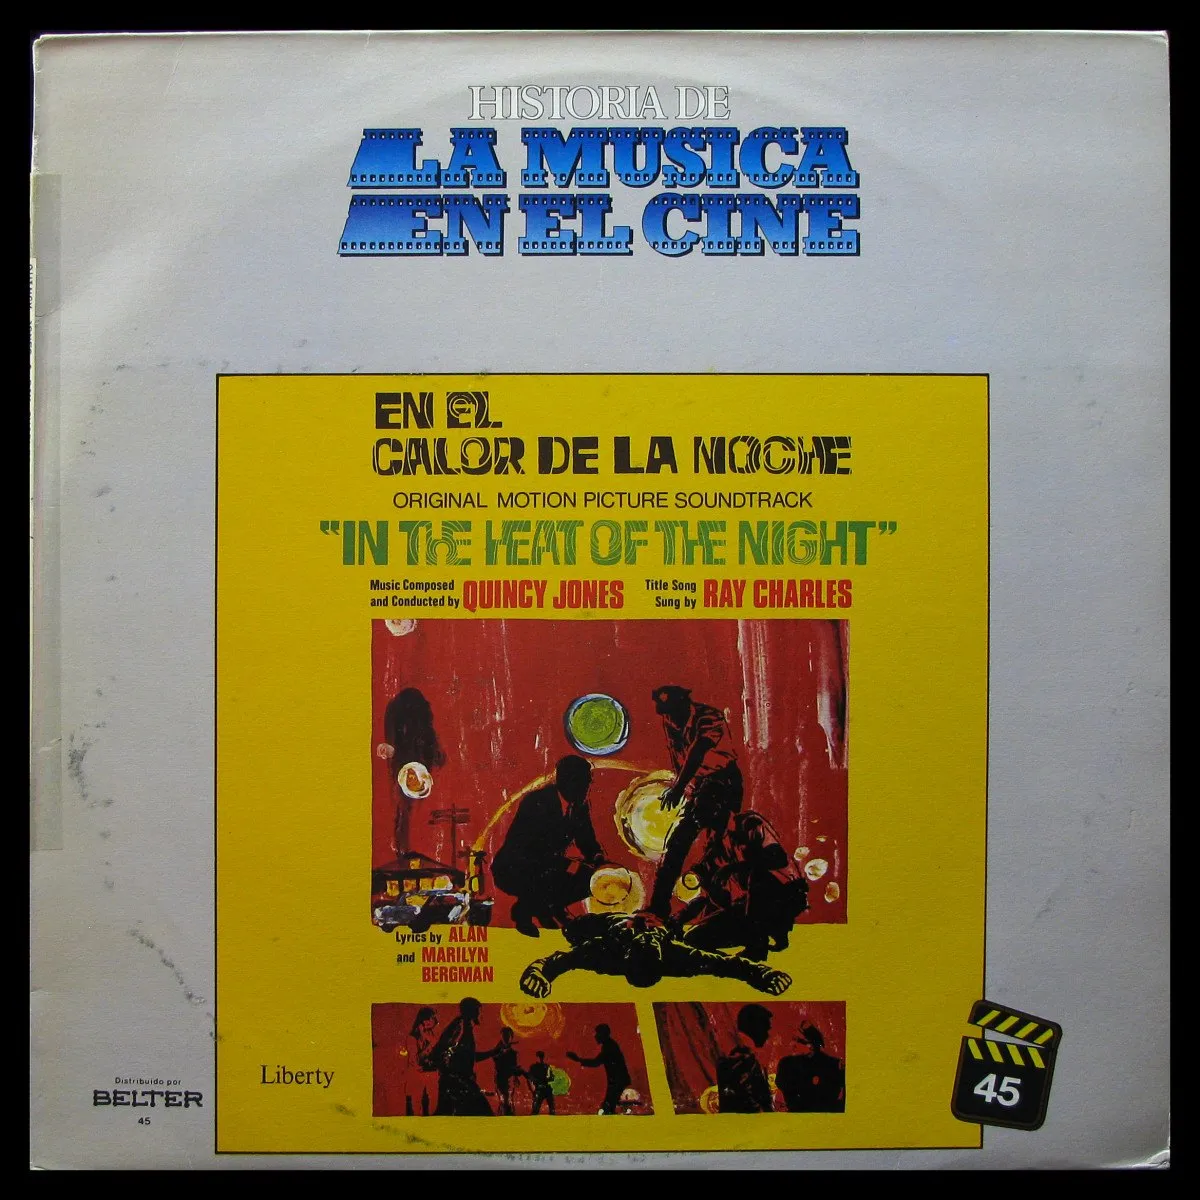 HISTORIA DE
LA MUSICA
EN EL CINE
EN EL
CALOR DE LA NOCHE
ORIGINAL MOTION PICTURE SOUNDTRACK
"IN THE HEAT OF THE NIGHT"
Music Composed
and Conducted by QUINCY JONES
Title Song
Sung by RAY CHARLES
Lyrics by ALAN
and MARILYN
BERGMAN
Liberty
Distribuido por
BELTER
45
45